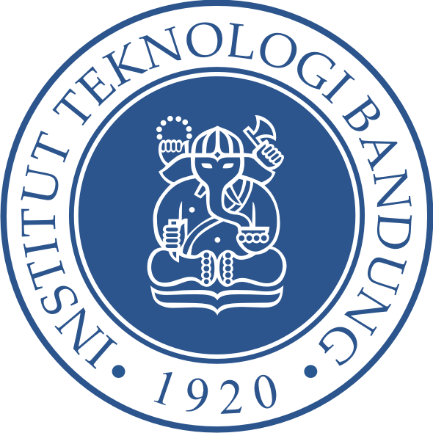 INSTITUT TEKNOLOGI BANDUNG
• 1920 •